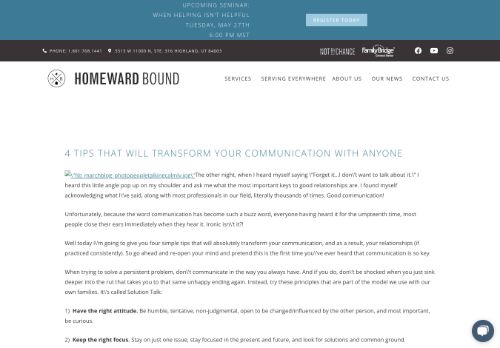 UPCOMING SEMINAR:
WHEN HELPING ISN'T HELPFUL
TUESDAY, MAY 27TH
6:00 PM MST
REGISTER TODAY
PHONE: 1.801.768.1441
5513 W 11000 N, STE. 316 HIGHLAND, UT 84003
NOT BY CHANCE
FamilyBridge
HOMEWARD BOUND
SERVICES
SERVING EVERYWHERE
ABOUT US
OUR NEWS
CONTACT US
4 TIPS THAT WILL TRANSFORM YOUR COMMUNICATION WITH ANYONE
The other night, when I heard myself saying \"Forget it…I don\'t want to talk about it.\" I
heard this little angle pop up on my shoulder and ask me what the most important keys to good relationships are. I found myself
acknowledging what I\'ve said, along with most professionals in our field, literally thousands of times. Good communication!
Unfortunately, because the word communication has become such a buzz word, everyone having heard it for the umpteenth time, most
people close their ears immediately when they hear it. Ironic isn\'t it?!
Well today I\'m going to give you four simple tips that will absolutely transform your communication, and as a result, your relationships (if
practiced consistently). So go ahead and re-open your mind and pretend this is the first time you\'ve ever heard that communication is so key.
When trying to solve a persistent problem, don\'t communicate in the way you always have. And if you do, don\'t be shocked when you just sink
deeper into the rut that takes you to that same unhappy ending again. Instead, try these principles that are part of the model we use with our
own families. It\'s called Solution Talk:
1) Have the right attitude. Be humble, tentative, non-judgmental, open to be changed/influenced by the other person, and most important,
be curious.
2) Keep the right focus. Stay on just one issue, stay focused in the present and future, and look for solutions and common ground.